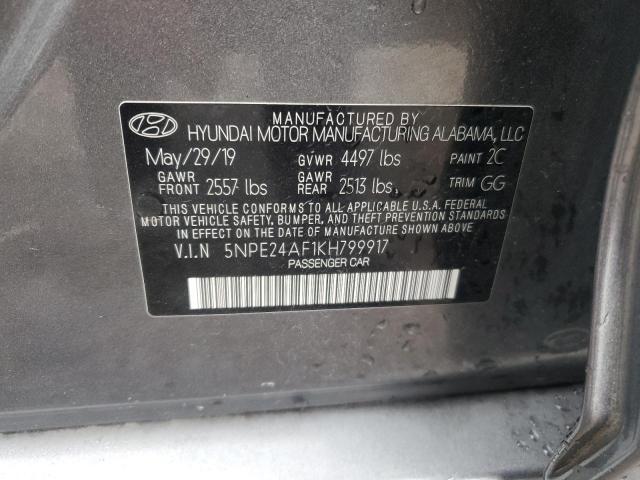 MANUFACTURED BY
HYUNDAI MOTOR MANUFACTURING ALABAMA, LLC
May/29/19 GVWR 4497 lbs PAINT 2C
GAWR FRONT 2557 lbs GAWR REAR 2513 lbs TRIM GG
THIS VEHICLE CONFORMS TO ALL APPLICABLE U.S.A. FEDERAL
MOTOR VEHICLE SAFETY, BUMPER, AND THEFT PREVENTION STANDARDS
IN EFFECT ON THE DATE OF MANUFACTURE SHOWN ABOVE
V.I.N 5NPE24AF1KH799917
PASSENGER CAR